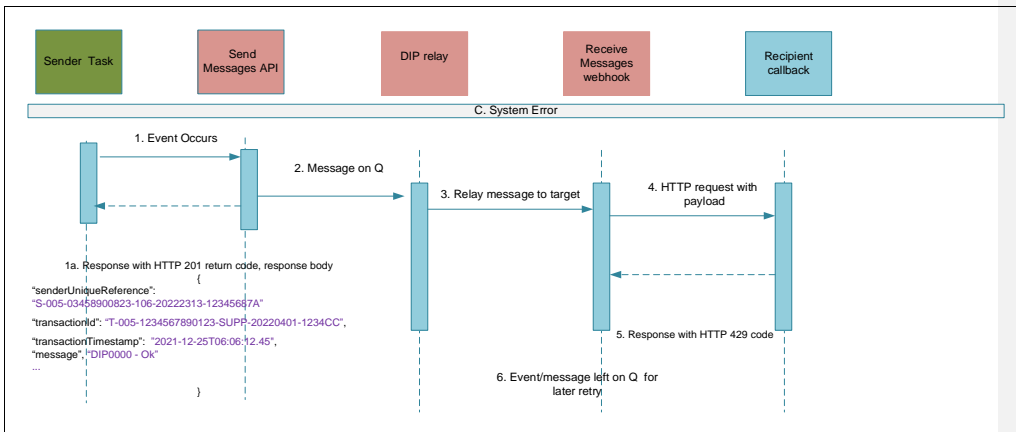 Sender Task
Send
Messages API
DIP relay
Receive
Messages
webhook
Recipient
callback
C. System Error
1. Event Occurs
2. Message on Q
3. Relay message to target
4. HTTP request with
payload
1a. Response with HTTP 201 return code, response body
{
“senderUniqueReference”:
“S-005-03458900823-106-20222313-12345687A”
“transactionId”: “T-005-1234567890123-SUPP-20220401-1234CC”,
“transactionTimestamp”: ”2021-12-25T06:06:12.45”,
“message”, “DIP0000 - Ok”
...
}
5. Response with HTTP 429 code
6. Event/message left on Q for
later retry